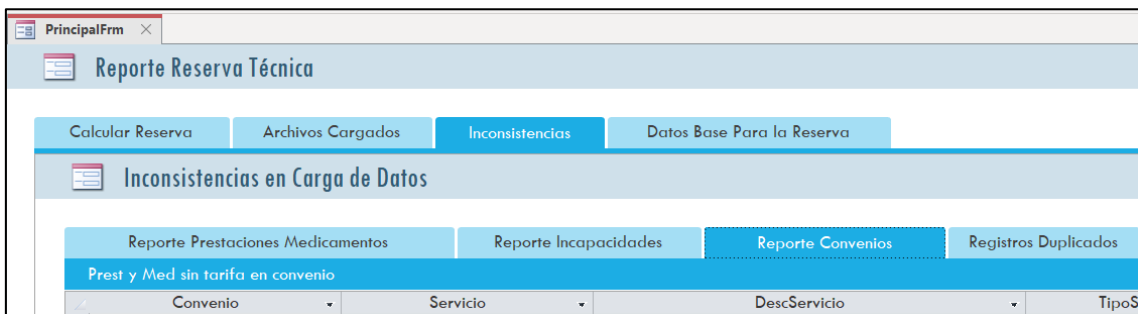 PrincipalFrm
Reporte Reserva Técnica
Calcular Reserva Archivos Cargados Inconsistencias Datos Base Para la Reserva
Inconsistencias en Carga de Datos
Reporte Prestaciones Medicamentos Reporte Incapacidades Reporte Convenios Registros Duplicados
Prest y Med sin tarifa en convenio
Convenio Servicio DescServicio TipoS